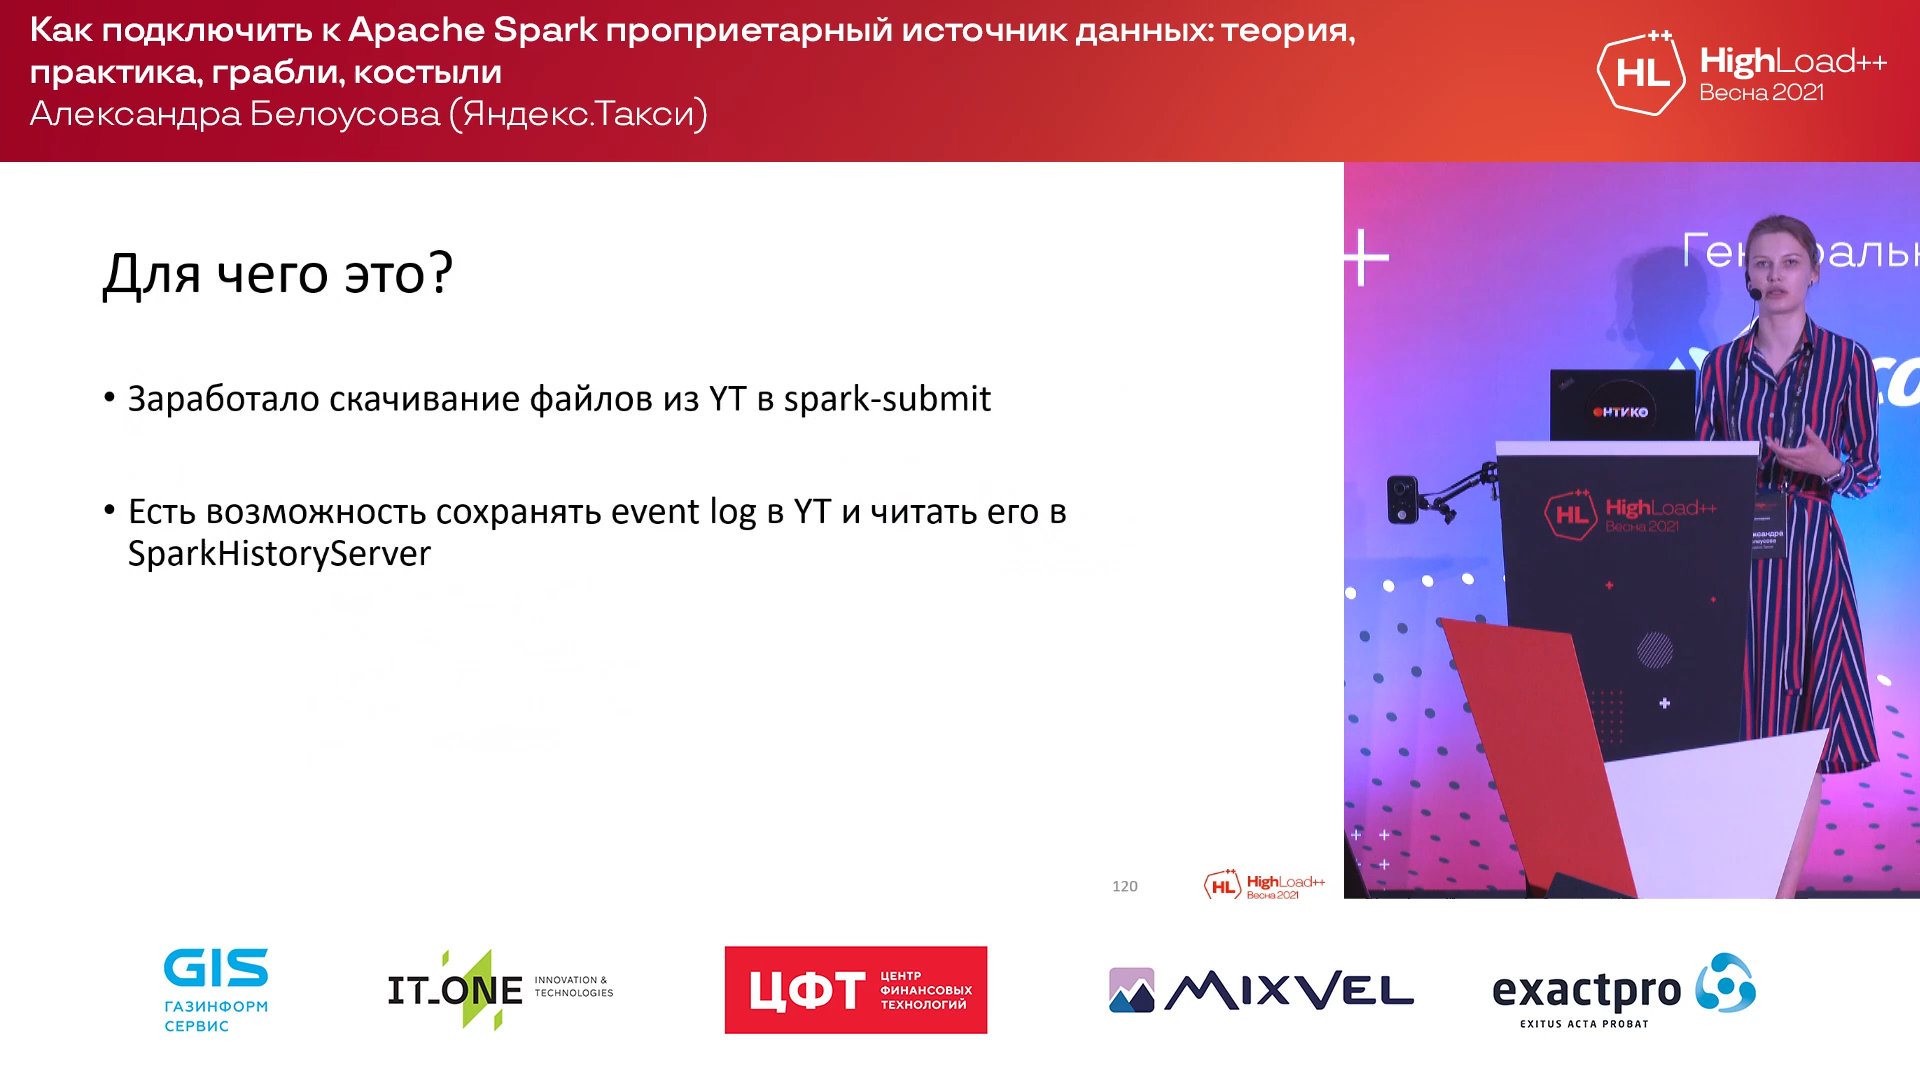 Как подключить к Apache Spark проприетарный источник данных: теория,
практика, грабли, костыли
Александра Белоусова (Яндекс.Такси)
HL++
HighLoad++
Весна 2021
Для чего это?
• Заработало скачивание файлов из YT в spark-submit
• Есть возможность сохранять event log в YT и читать его в
SparkHistoryServer
120
HL++
HighLoad++
Весна 2021
ОНТИКО
HL++
HighLoad++
Весна 2021
GIS
ГАЗИНФОРМ
СЕРВИС
IT_ONE
INNOVATION &
TECHNOLOGIES
ЦФТ
ЦЕНТР
ФИНАНСОВЫХ
ТЕХНОЛОГИЙ
MIXVEL
exactpro
EXITUS ACTA PROBAT